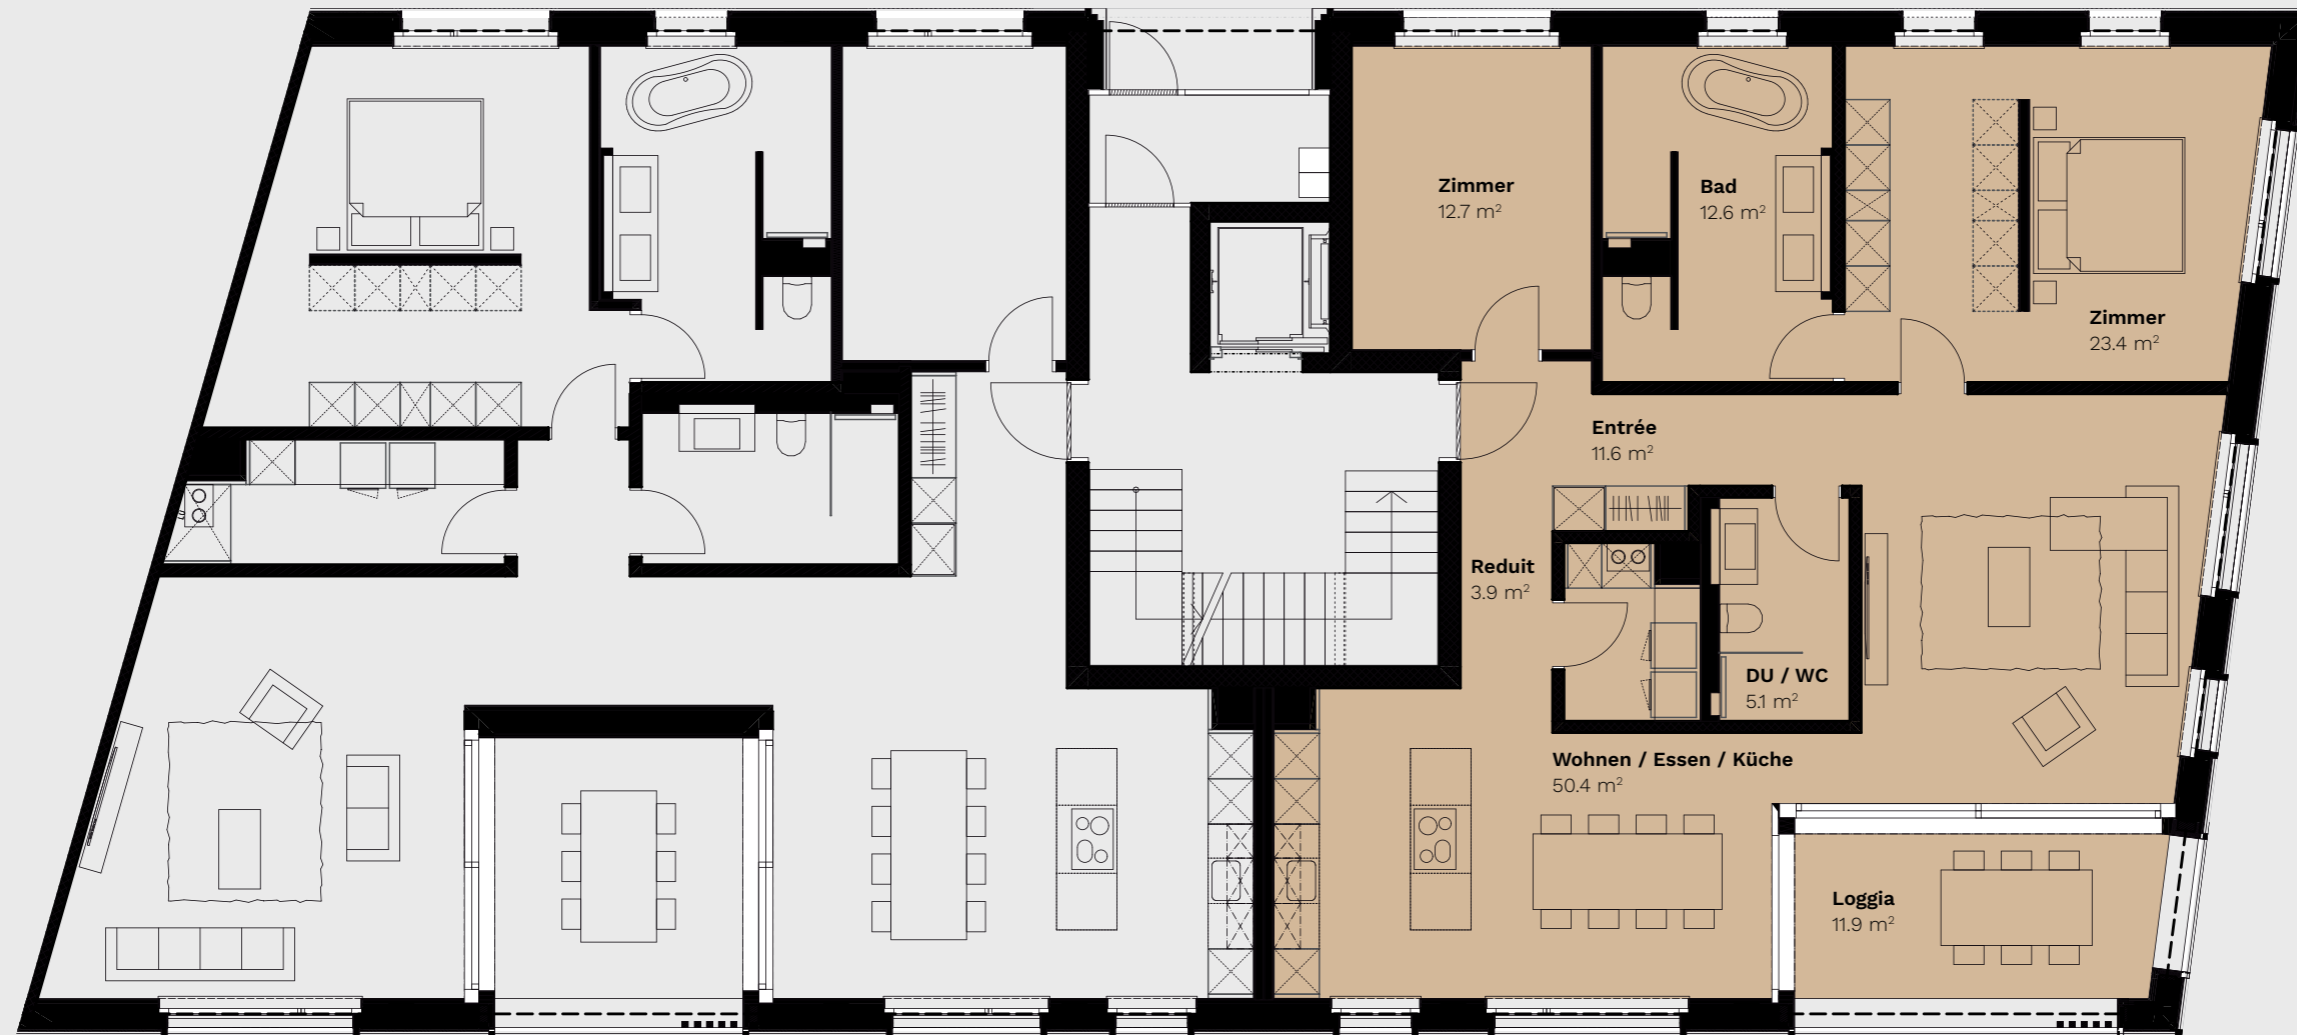 Zimmer
12.7 m²
Bad
12.6 m²
Zimmer
23.4 m²
Entrée
11.6 m²
Reduit
3.9 m²
DU / WC
5.1 m²
Wohnen / Essen / Küche
50.4 m²
Loggia
11.9 m²